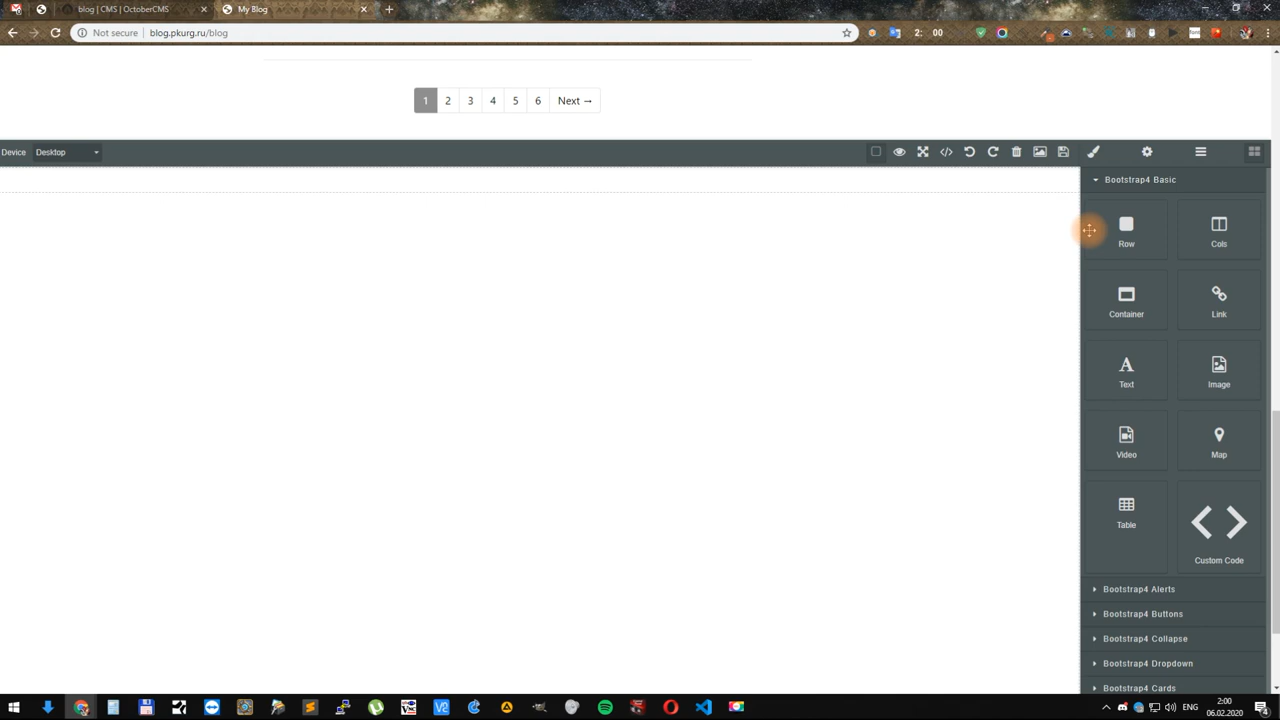 blog | CMS | OctoberCMS
My Blog
Not secure
blog.pkurg.ru/blog
2: 00
1 2 3 4 5 6 Next →
Device Desktop
Bootstrap4 Basic
Row Cols
Container Link
Text Image
Video Map
Table Custom Code
Bootstrap4 Alerts
Bootstrap4 Buttons
Bootstrap4 Collapse
Bootstrap4 Dropdown
Bootstrap4 Cards
2:00
ENG
06.02.2020